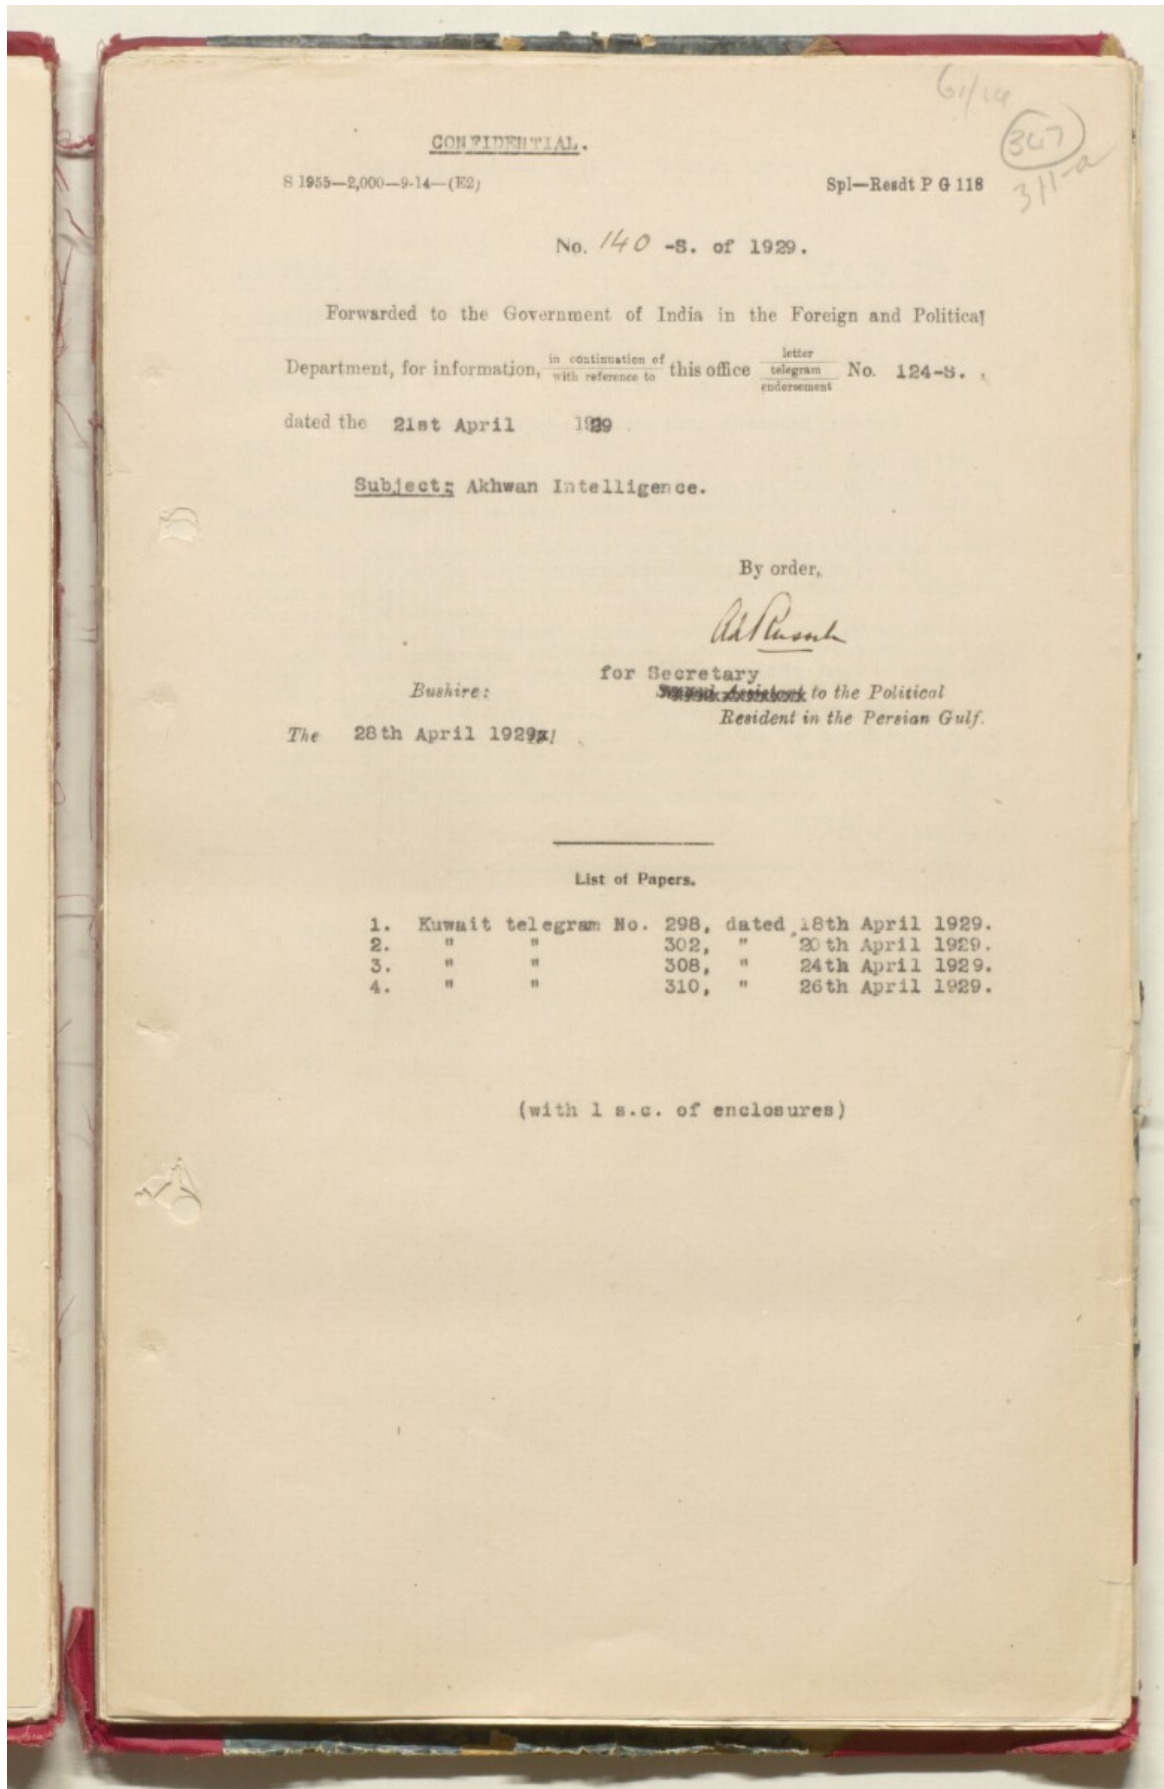 61/14
347
311-a
CONFIDENTIAL.
S 1955—2,000—9-14—(E2) Spl—Resdt P G 118
No. 140 -S. of 1929.
Forwarded to the Government of India in the Foreign and Political
Department, for information, in continuation of with reference to this office letter telegram endorsement No. 124-S. ,
dated the 21st April 1929 .
Subject: Akhwan Intelligence.
By order,
for Secretary
Bushire: Second Assistant to the Political
Resident in the Persian Gulf.
The 28th April 1929
List of Papers.
1. Kuwait telegram No. 298, dated 18th April 1929.
2. " " 302, " 20th April 1929.
3. " " 308, " 24th April 1929.
4. " " 310, " 26th April 1929.
(with 1 s.c. of enclosures)